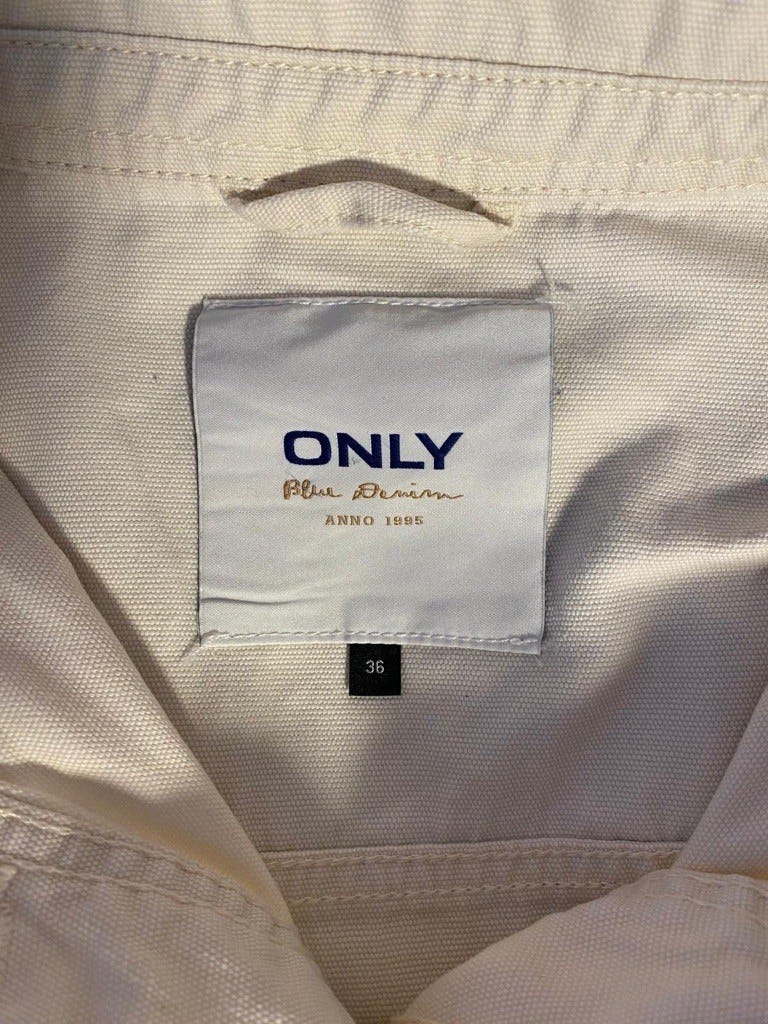 ONLY
Blue Denim
ANNO 1995
36